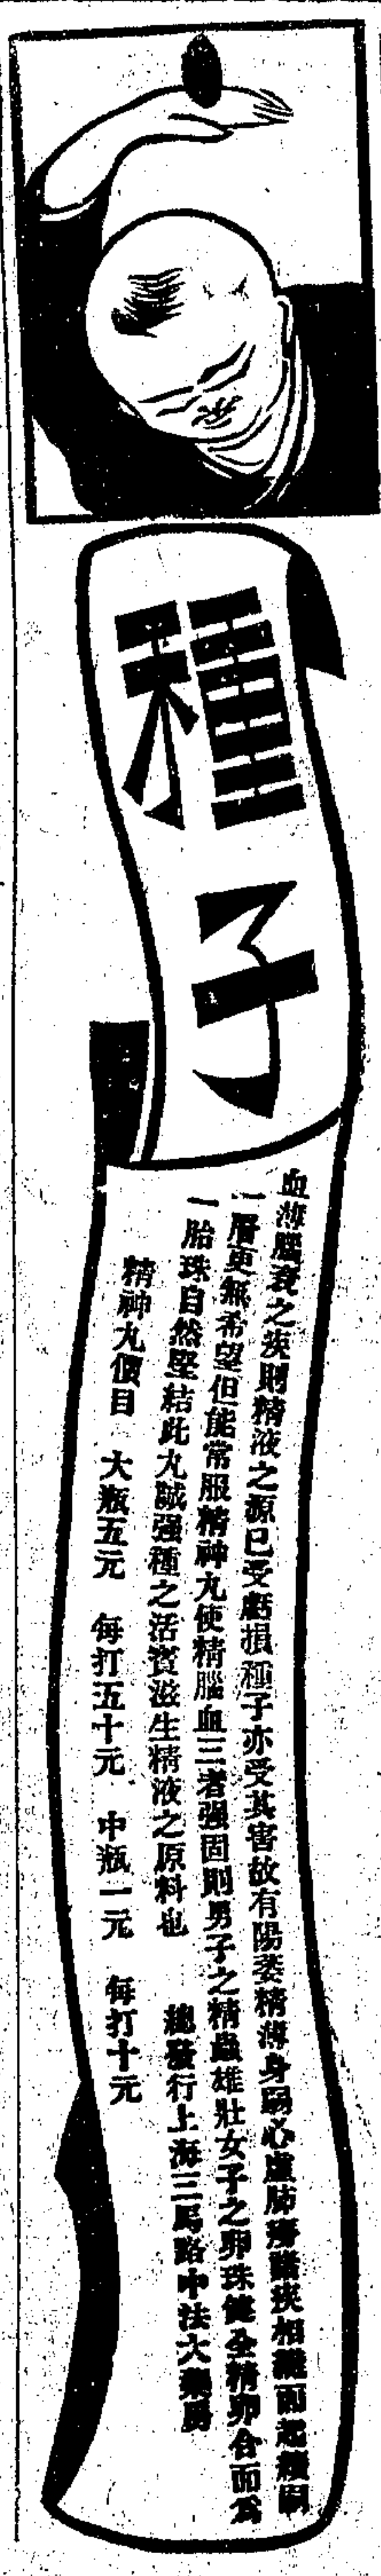 種子
血薄腦衰之疾則精液之源已受虧損種子亦受其害故有陽委精薄身弱心虛肺癆諸疾相繼而起繼嗣
一層更無希望但能常服精神丸使精腦血三者强固則男子之精蟲雄壯女子之卵珠健全精卵合而爲
一胎珠自然堅結此丸誠强種之活寳滋生精液之原料也 總發行上海三馬路中法大藥房
精神丸價目 大瓶五元 每打五十元 中瓶一元 每打十元